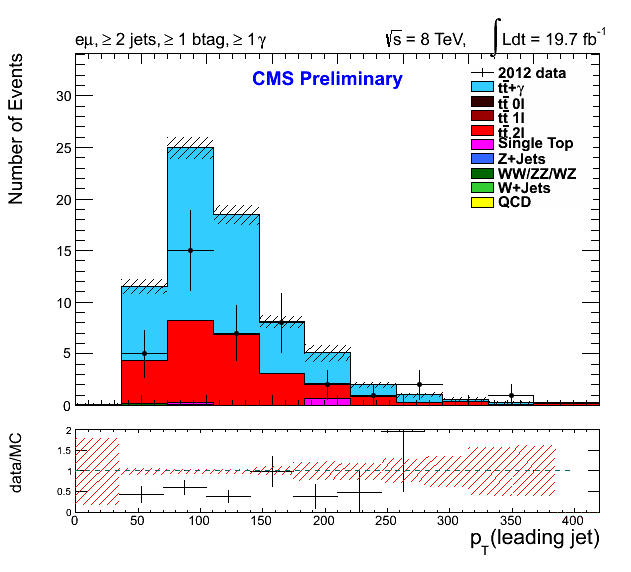 eμ, ≥ 2 jets, ≥ 1 btag, ≥ 1 γ
√s = 8 TeV, ∫ Ldt = 19.7 fb⁻¹
CMS Preliminary
Number of Events
30
25
20
15
10
5
0
2012 data
tt̄+γ
tt̄ 0l
tt̄ 1l
tt̄ 2l
Single Top
Z+Jets
WW/ZZ/WZ
W+Jets
QCD
data/MC
2
1.5
1
0.5
0
0 50 100 150 200 250 300 350 400
p_T(leading jet)